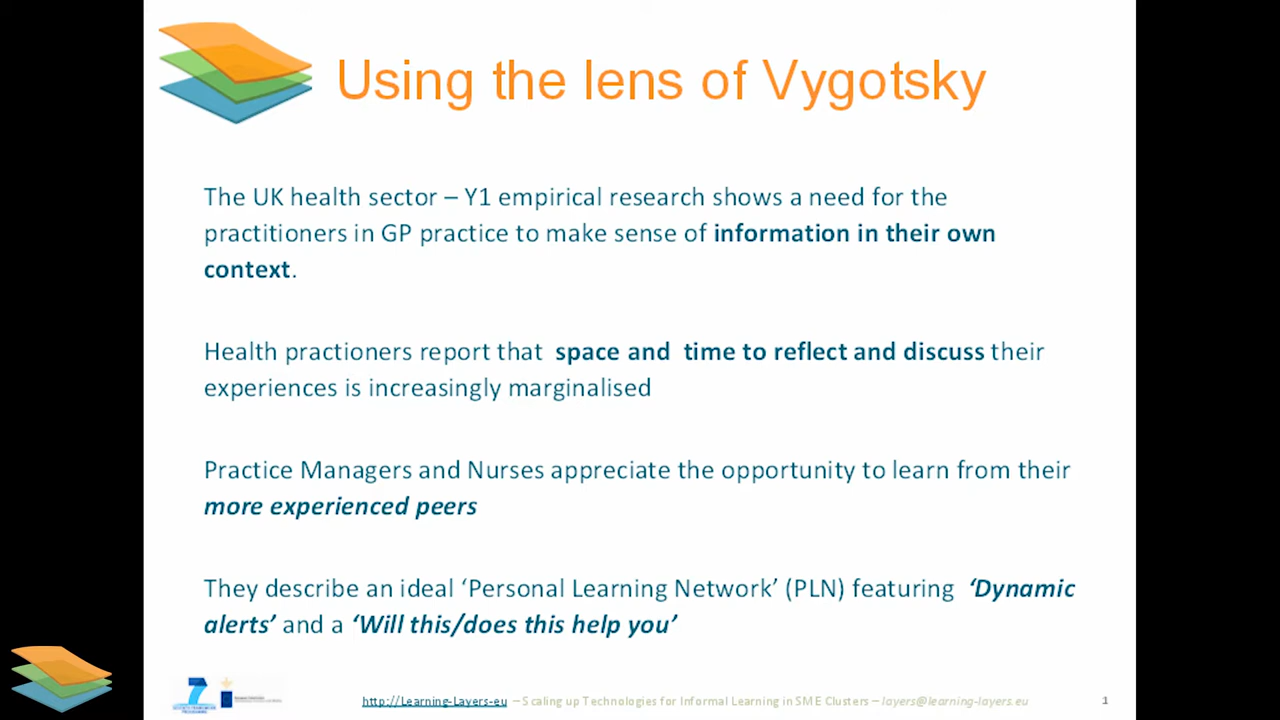 Using the lens of Vygotsky
The UK health sector – Y1 empirical research shows a need for the
practitioners in GP practice to make sense of information in their own
context.
Health practioners report that space and time to reflect and discuss their
experiences is increasingly marginalised
Practice Managers and Nurses appreciate the opportunity to learn from their
more experienced peers
They describe an ideal ‘Personal Learning Network’ (PLN) featuring ‘Dynamic
alerts’ and a ‘Will this/does this help you’
http://Learning-Layers-eu – Scaling up Technologies for Informal Learning in SME Clusters – layers@learning-layers.eu 1